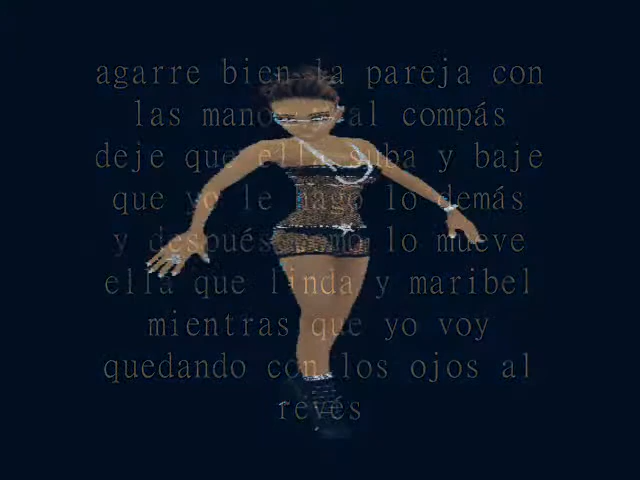 agarre bien la pareja con
las manos al compás
deje que ella suba y baje
que yo le hago lo demás
y después como lo mueve
ella que linda y maribel
mientras que yo voy
quedando con los ojos al
revés